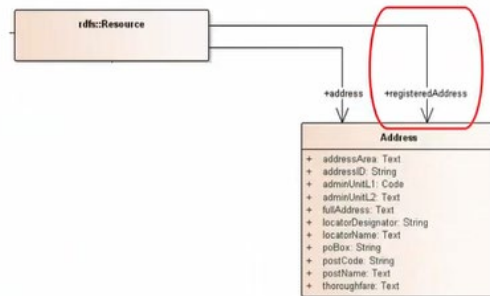 rdfs::Resource
+address
+registeredAddress
Address
+ addressArea: Text
+ addressID: String
+ adminUnitL1: Code
+ adminUnitL2: Text
+ fullAddress: Text
+ locatorDesignator: String
+ locatorName: Text
+ poBox: String
+ postCode: String
+ postName: Text
+ thoroughfare: Text